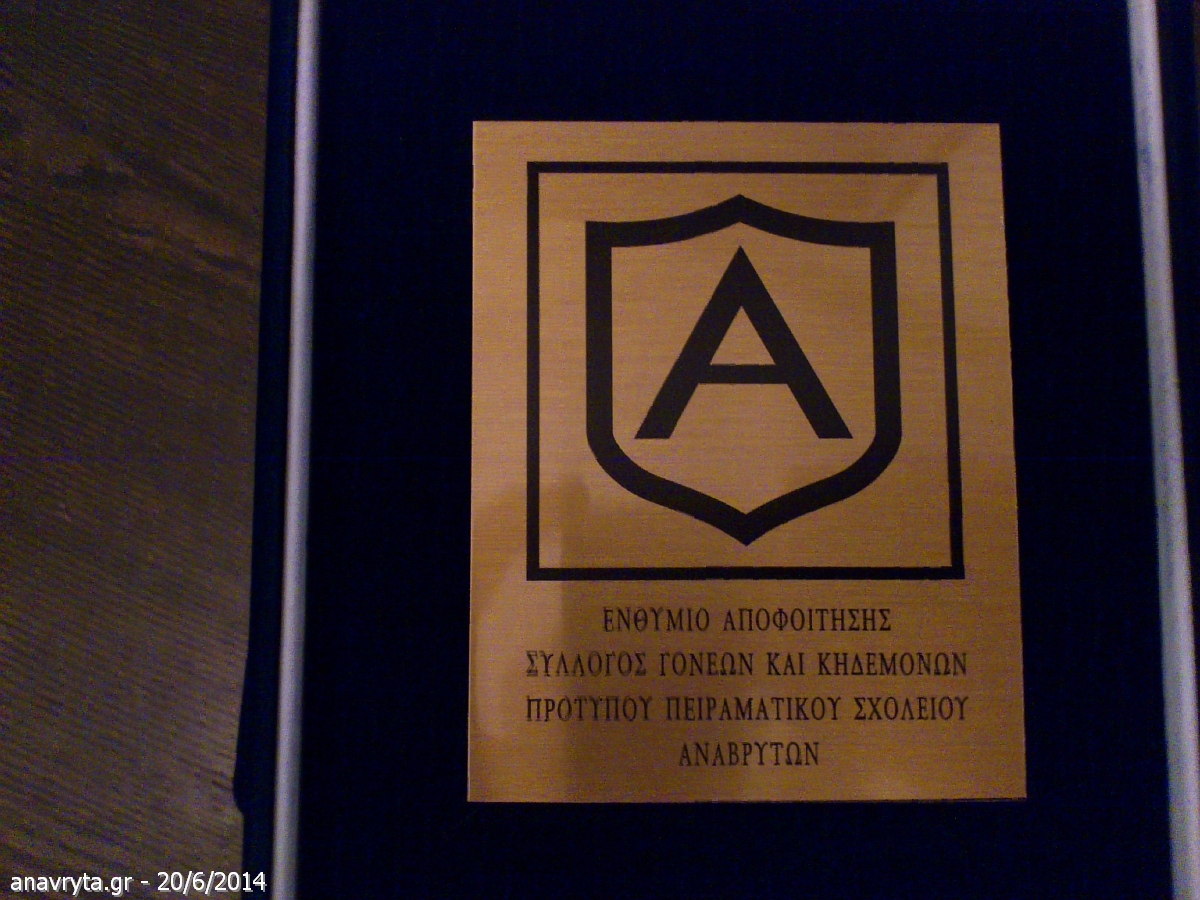 A
ΕΝΘΥΜΙΟ ΑΠΟΦΟΙΤΗΣΗΣ
ΣΥΛΛΟΓΟΣ ΓΟΝΕΩΝ ΚΑΙ ΚΗΔΕΜΟΝΩΝ
ΠΡΟΤΥΠΟΥ ΠΕΙΡΑΜΑΤΙΚΟΥ ΣΧΟΛΕΙΟΥ
ΑΝΑΒΡΥΤΩΝ
anavryta.gr - 20/6/2014